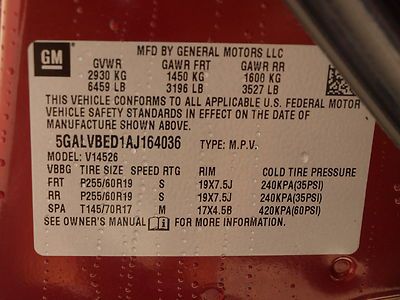 MFD BY GENERAL MOTORS LLC
GM
GVWR GAWR FRT GAWR RR
2930 KG 1450 KG 1600 KG
6459 LB 3196 LB 3527 LB
THIS VEHICLE CONFORMS TO ALL APPLICABLE U.S. FEDERAL MOTOR
VEHICLE SAFETY STANDARDS IN EFFECT ON THE DATE OF
MANUFACTURE SHOWN ABOVE.
5GALVBED1AJ164036 TYPE: M.P.V.
MODEL: V14526
VBBG TIRE SIZE SPEED RTG RIM COLD TIRE PRESSURE
FRT P255/60R19 S 19X7.5J 240KPA(35PSI)
RR P255/60R19 S 19X7.5J 240KPA(35PSI)
SPA T145/70R17 M 17X4.5B 420KPA(60PSI)
SEE OWNER'S MANUAL FOR MORE INFORMATION.